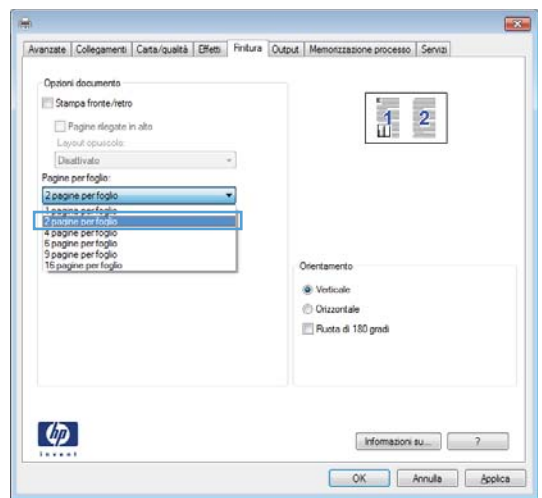 Avanzate Collegamenti Carta/qualità Effetti Finitura Output Memorizzazione processo Servizi
Opzioni documento
Stampa fronte/retro
Pagine rilegate in alto
Layout opuscolo:
Disattivato
Pagine per foglio:
2 pagine per foglio
1 pagina per foglio
2 pagine per foglio
4 pagine per foglio
6 pagine per foglio
9 pagine per foglio
16 pagine per foglio
1 2
Orientamento
Verticale
Orizzontale
Ruota di 180 gradi
hp
invent
Informazioni su... ?
OK Annulla Applica